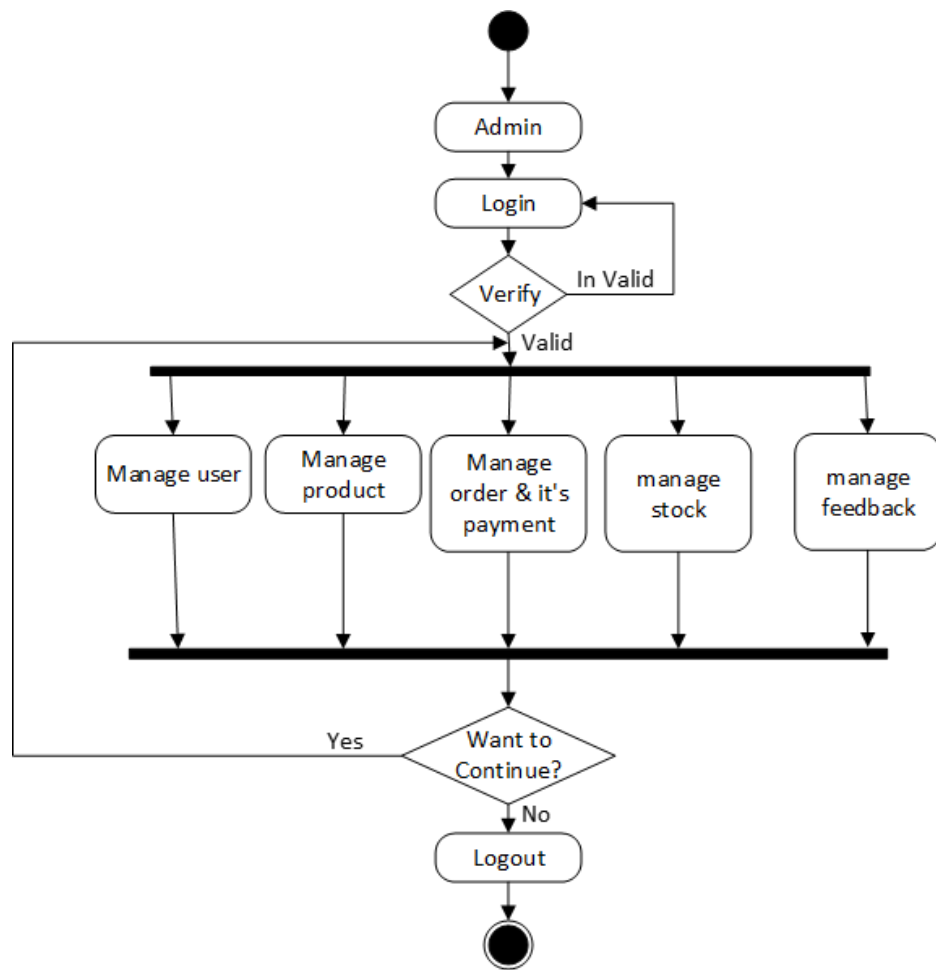 Admin
Login
Verify
In Valid
Valid
Manage user
Manage
product
Manage
order & it's
payment
manage
stock
manage
feedback
Yes
Want to
Continue?
No
Logout